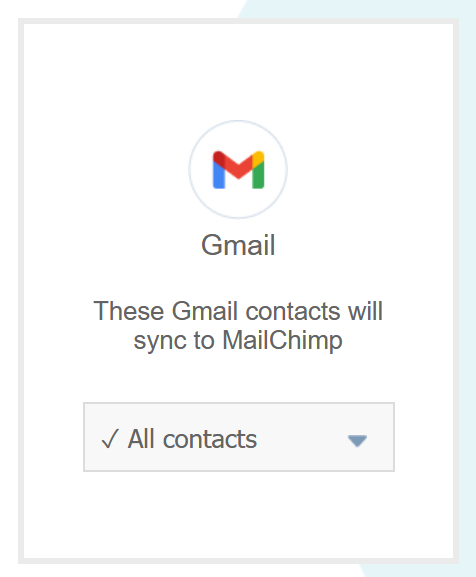 Gmail
These Gmail contacts will
sync to MailChimp
✓ All contacts